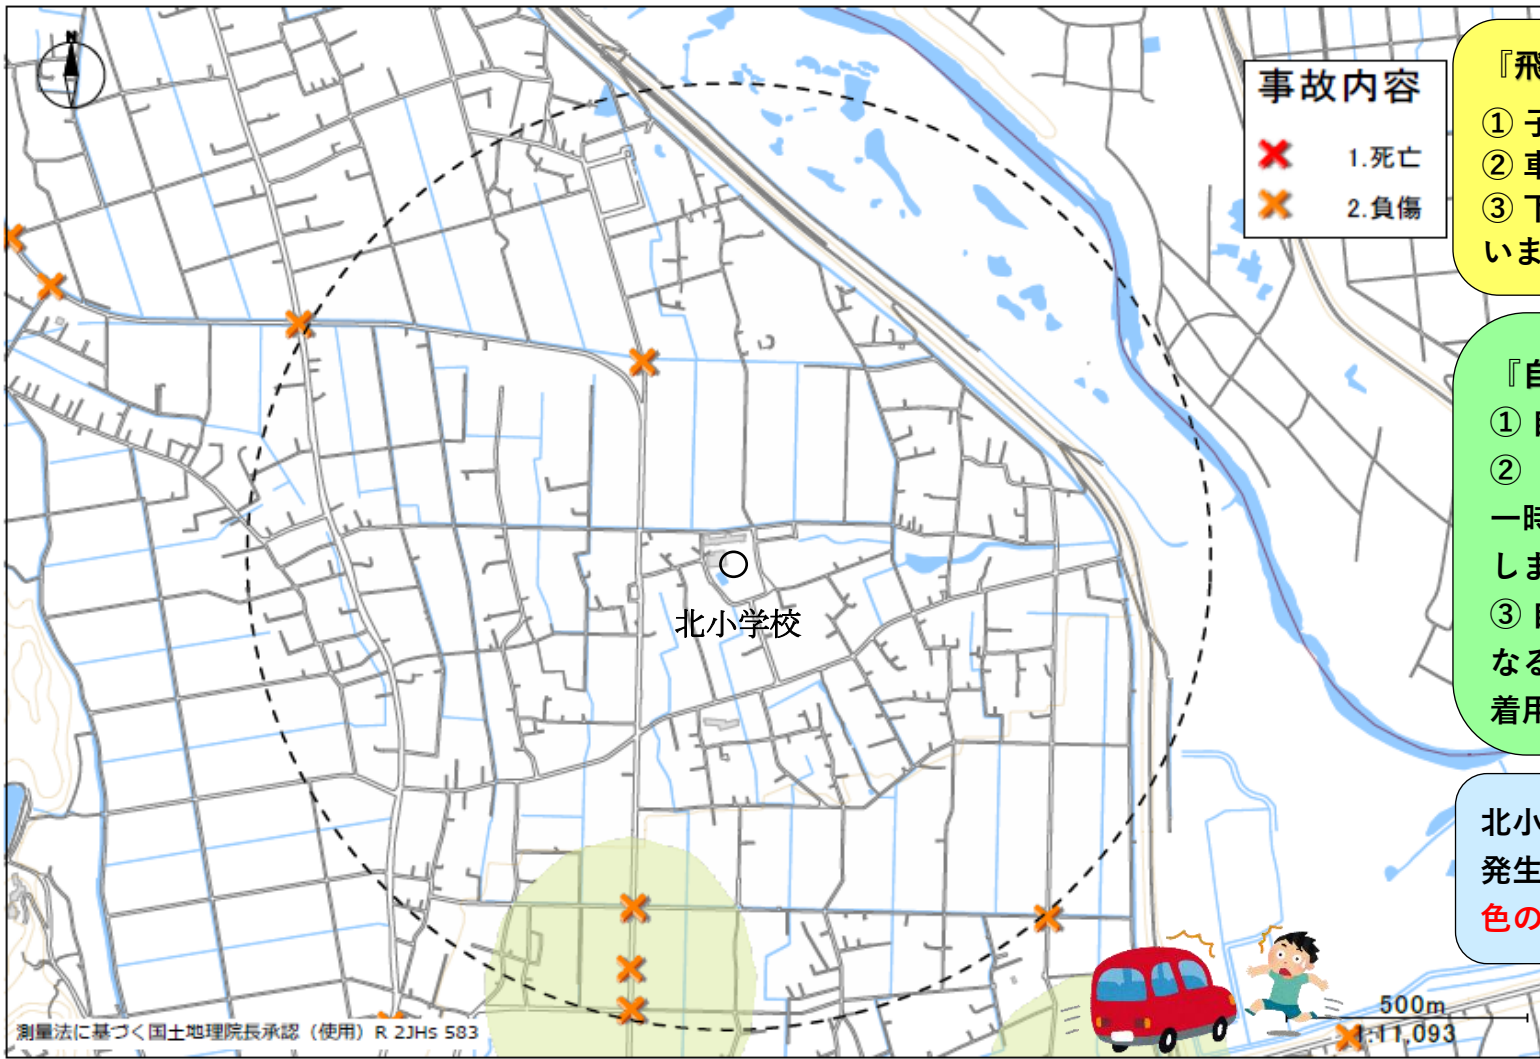 N
事故内容
1.死亡
2.負傷
北小学校
測量法に基づく国土地理院長承認（使用）R 2JHs 583
500m
1:11,093
『飛
① 子
② 車
③ 下
いま
『自
① 自
②
一時
しま
③ 自
なる
着用
北小
発生
色の